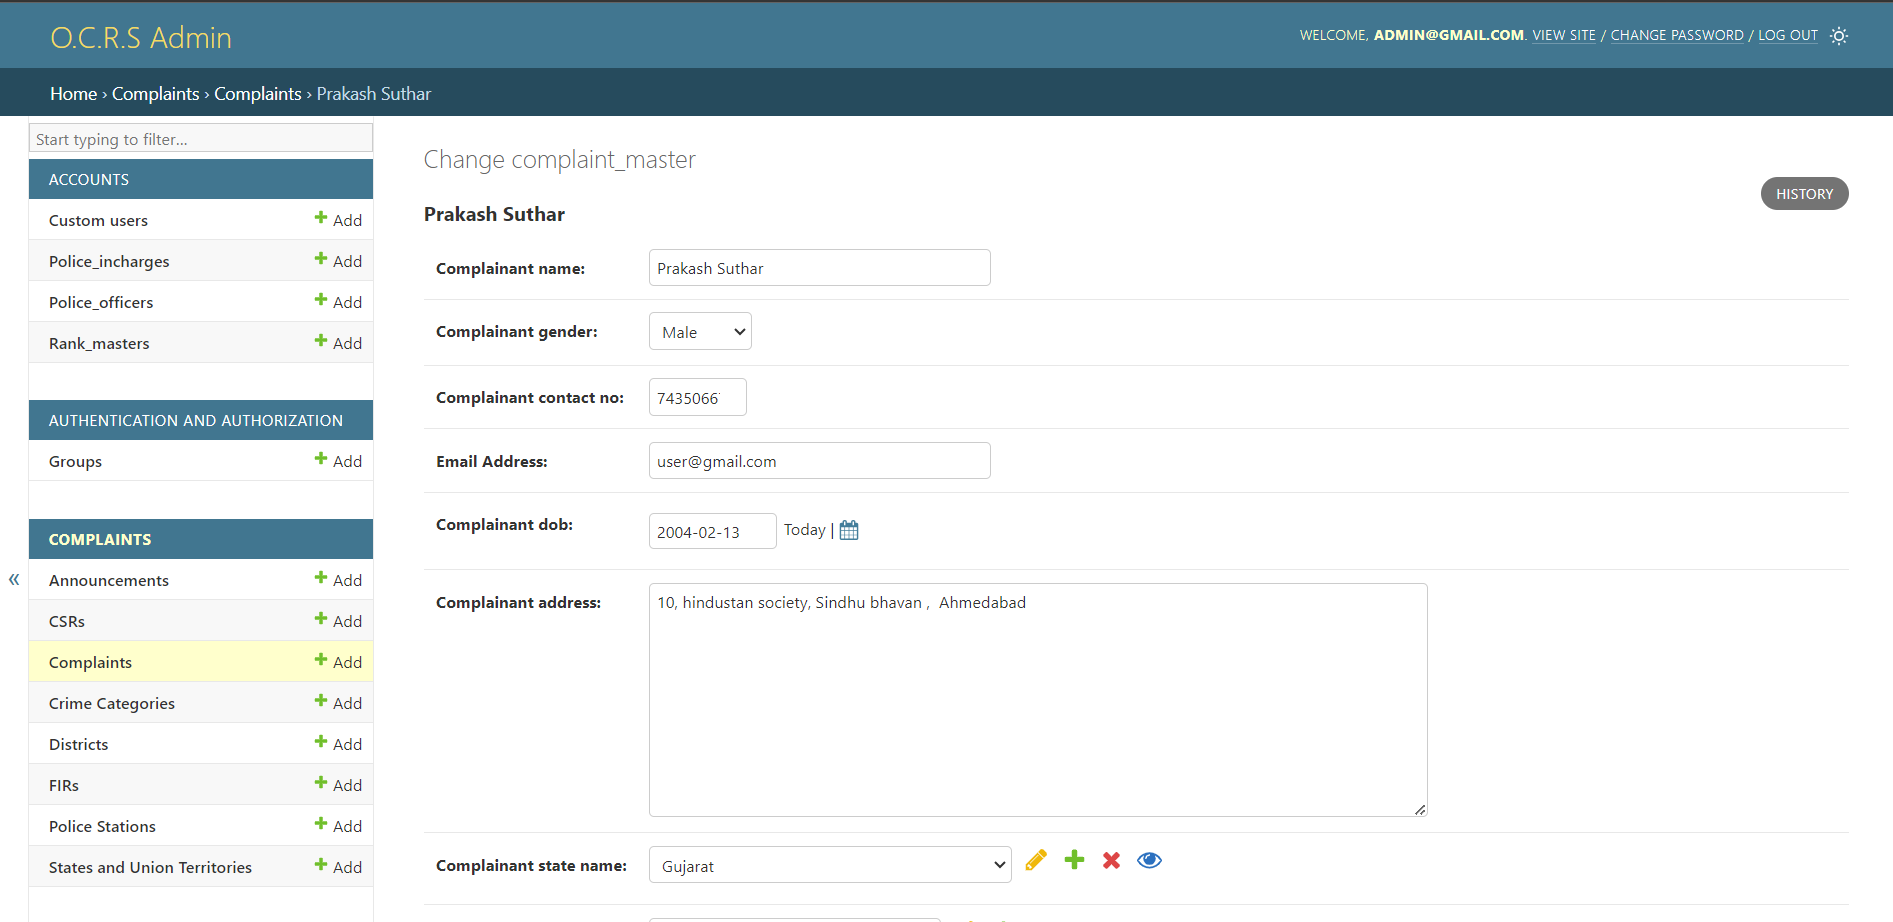 O.C.R.S Admin
WELCOME, ADMIN@GMAIL.COM. VIEW SITE / CHANGE PASSWORD / LOG OUT
Home › Complaints › Complaints › Prakash Suthar
Start typing to filter...
ACCOUNTS
Custom users Add
Police_incharges Add
Police_officers Add
Rank_masters Add
AUTHENTICATION AND AUTHORIZATION
Groups Add
COMPLAINTS
«
Announcements Add
CSRs Add
Complaints Add
Crime Categories Add
Districts Add
FIRs Add
Police Stations Add
States and Union Territories Add
Change complaint_master
HISTORY
Prakash Suthar
Complainant name: Prakash Suthar
Complainant gender: Male
Complainant contact no: 7435066
Email Address: user@gmail.com
Complainant dob: 2004-02-13 Today |
Complainant address: 10, hindustan society, Sindhu bhavan , Ahmedabad
Complainant state name: Gujarat